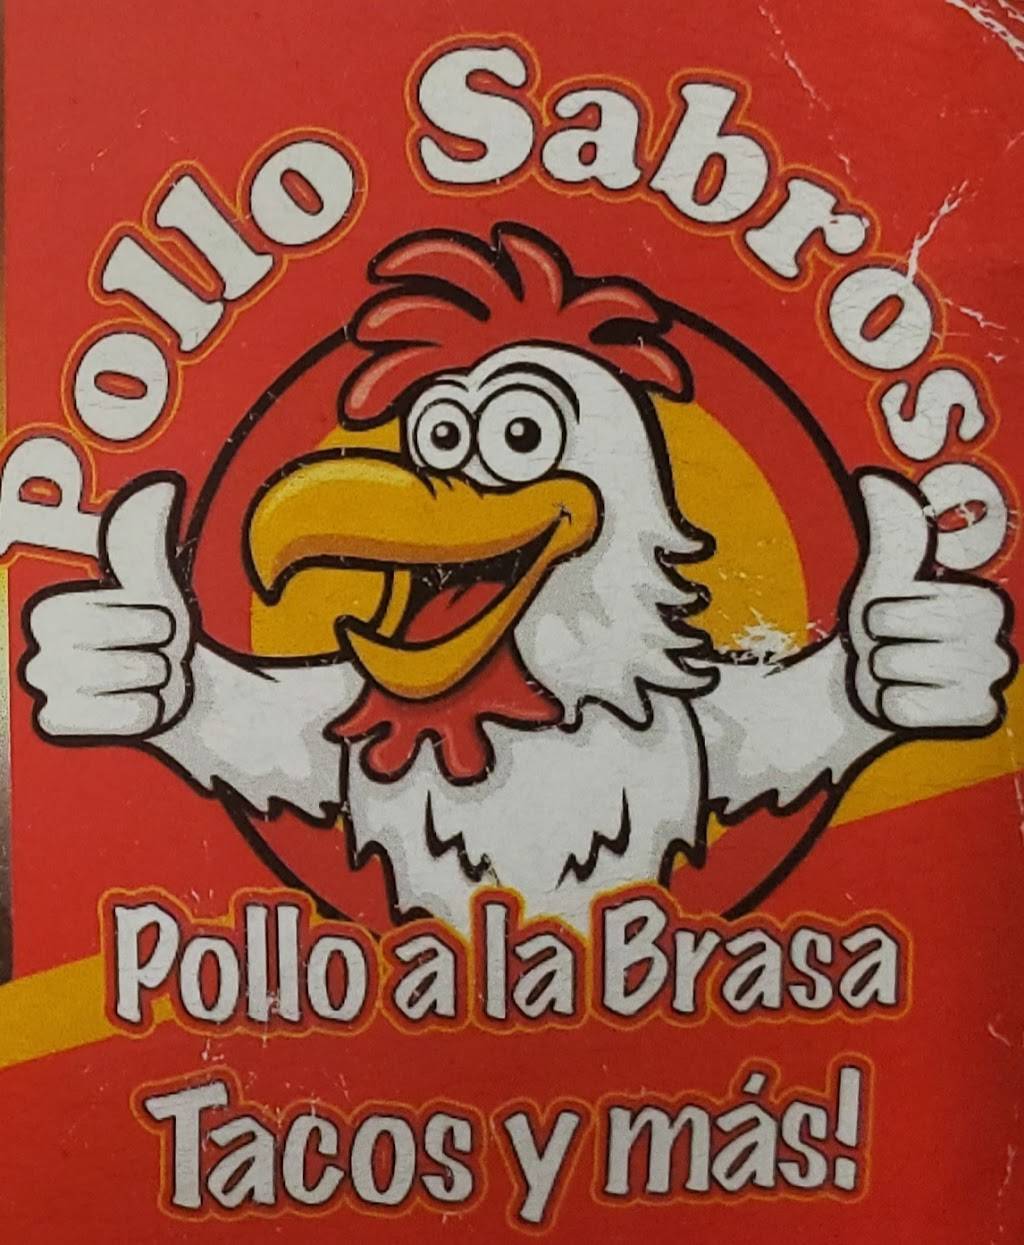 Pollo Sabroso
Pollo a la Brasa
Tacos y más!